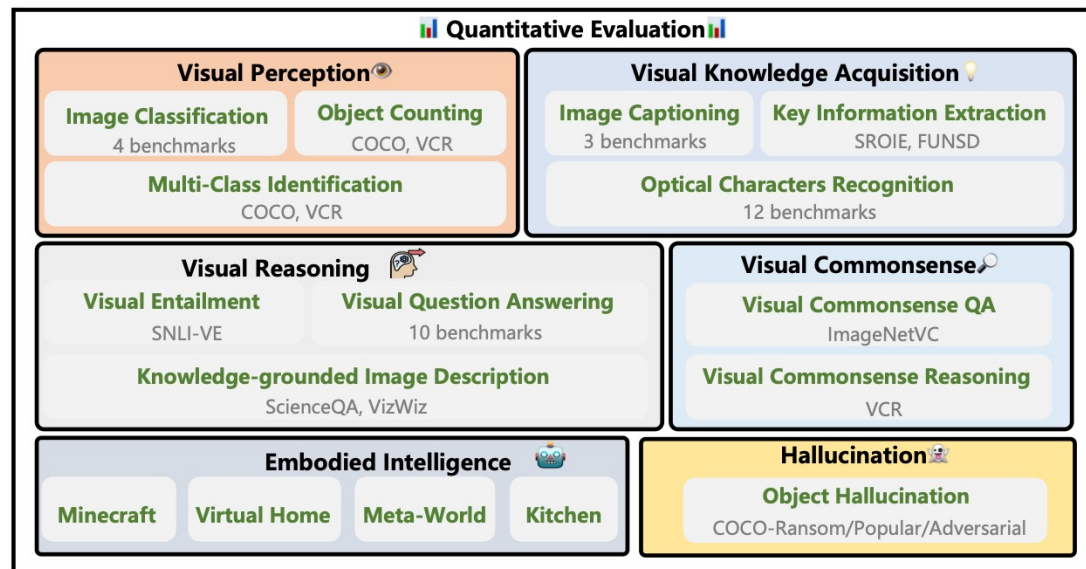 Quantitative Evaluation
Visual Perception
Image Classification
4 benchmarks
Object Counting
COCO, VCR
Multi-Class Identification
COCO, VCR
Visual Knowledge Acquisition
Image Captioning
3 benchmarks
Key Information Extraction
SROIE, FUNSD
Optical Characters Recognition
12 benchmarks
Visual Reasoning
Visual Entailment
SNLI-VE
Visual Question Answering
10 benchmarks
Knowledge-grounded Image Description
ScienceQA, VizWiz
Visual Commonsense
Visual Commonsense QA
ImageNetVC
Visual Commonsense Reasoning
VCR
Embodied Intelligence
Minecraft
Virtual Home
Meta-World
Kitchen
Hallucination
Object Hallucination
COCO-Ransom/Popular/Adversarial